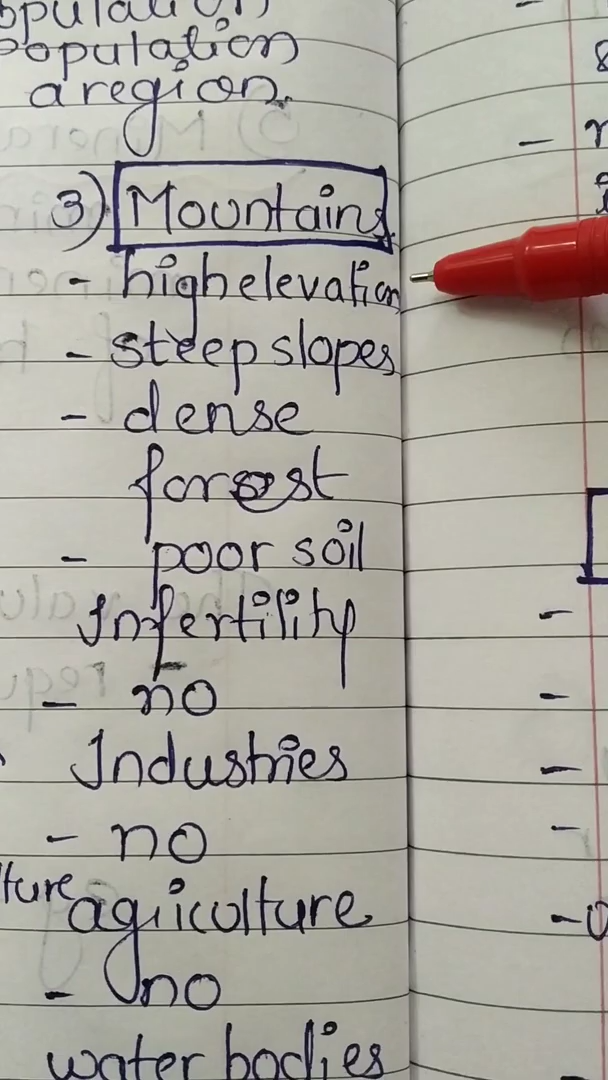 population
a region.
3) Mountains
- high elevation
- steep slopes
- dense
forest
- poor soil
Infertility
- no
Industries
- no
agriculture
- no
water bodies